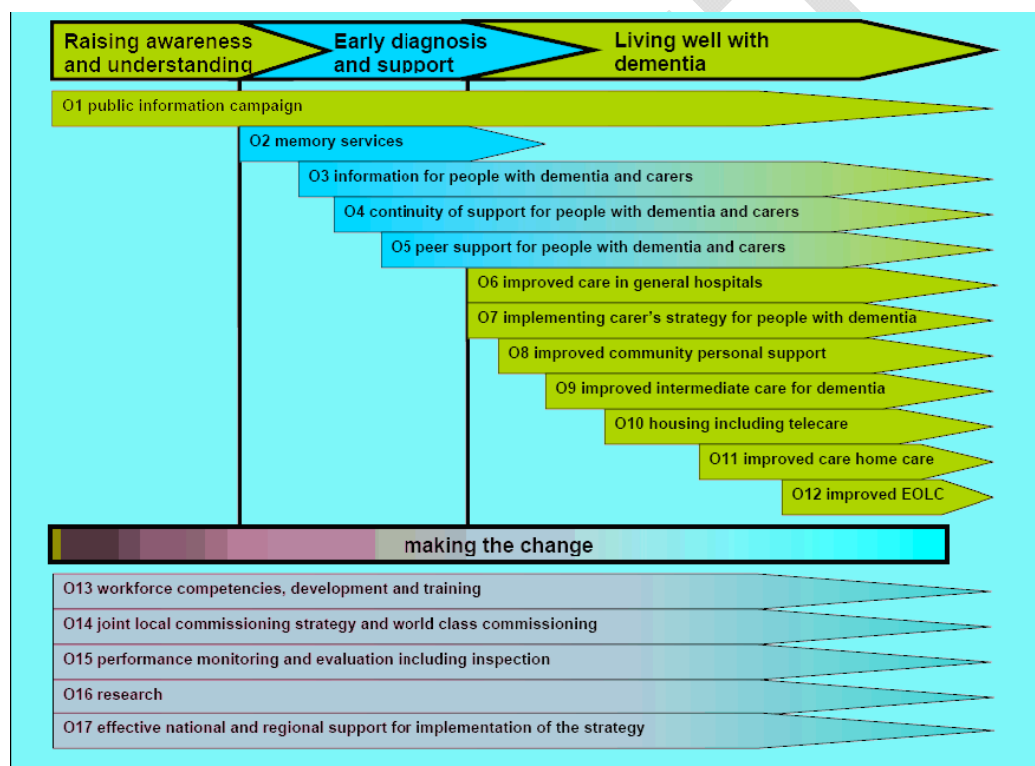 Raising awareness
and understanding
Early diagnosis
and support
Living well with
dementia
O1 public information campaign
O2 memory services
O3 information for people with dementia and carers
O4 continuity of support for people with dementia and carers
O5 peer support for people with dementia and carers
O6 improved care in general hospitals
O7 implementing carer's strategy for people with dementia
O8 improved community personal support
O9 improved intermediate care for dementia
O10 housing including telecare
O11 improved care home care
O12 improved EOLC
making the change
O13 workforce competencies, development and training
O14 joint local commissioning strategy and world class commissioning
O15 performance monitoring and evaluation including inspection
O16 research
O17 effective national and regional support for implementation of the strategy